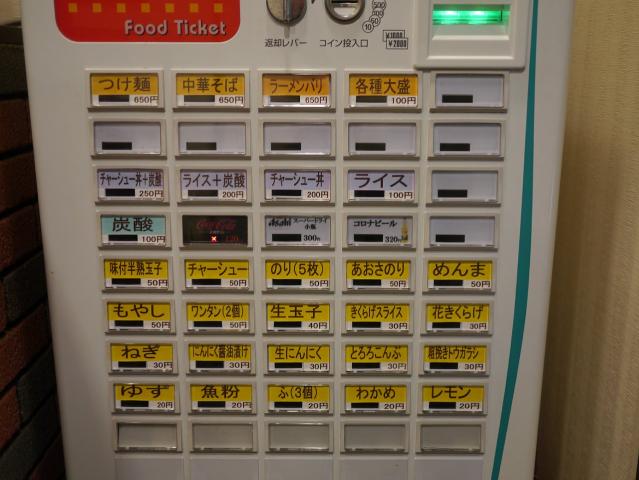 Food Ticket
返却レバー
コイン投入口
500
100
50
10
¥1000
¥2000
つけ麺 650円
中華そば 650円
ラーメンバリ 650円
各種大盛 100円
チャーシュー丼+炭酸 250円
ライス+炭酸 200円
チャーシュー丼 200円
ライス 100円
炭酸 100円
Coca-Cola 120
Asahi スーパードライ 小瓶 300円
コロナビール 320円
味付半熟玉子 50円
チャーシュー 50円
のり(5枚) 50円
あおさのり 50円
めんま 50円
もやし 50円
ワンタン(2個) 50円
生玉子 40円
きくらげスライス 30円
花きくらげ 30円
ねぎ 30円
にんにく醤油漬け 30円
生にんにく 30円
とろろこんぶ 30円
粗挽きトウガラシ 30円
ゆず 20円
魚粉 20円
ふ(3個) 20円
わかめ 20円
レモン 20円